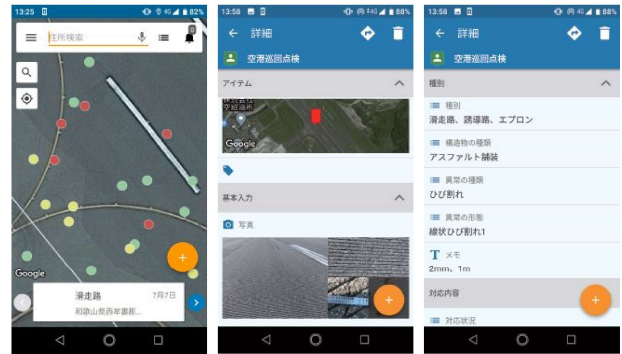 13:25
4G 82%
住所検索
Google
滑走路 7月7日
和歌山県西牟婁郡...
13:58
4G 88%
詳細
空港巡回点検
アイテム
Google
基本入力
写真
13:58
4G 88%
詳細
空港巡回点検
種別
種別
滑走路、誘導路、エプロン
構造物の種類
アスファルト舗装
異常の種類
ひび割れ
異常の形態
線状ひび割れ1
メモ
2mm、1m
対応内容
対応状況